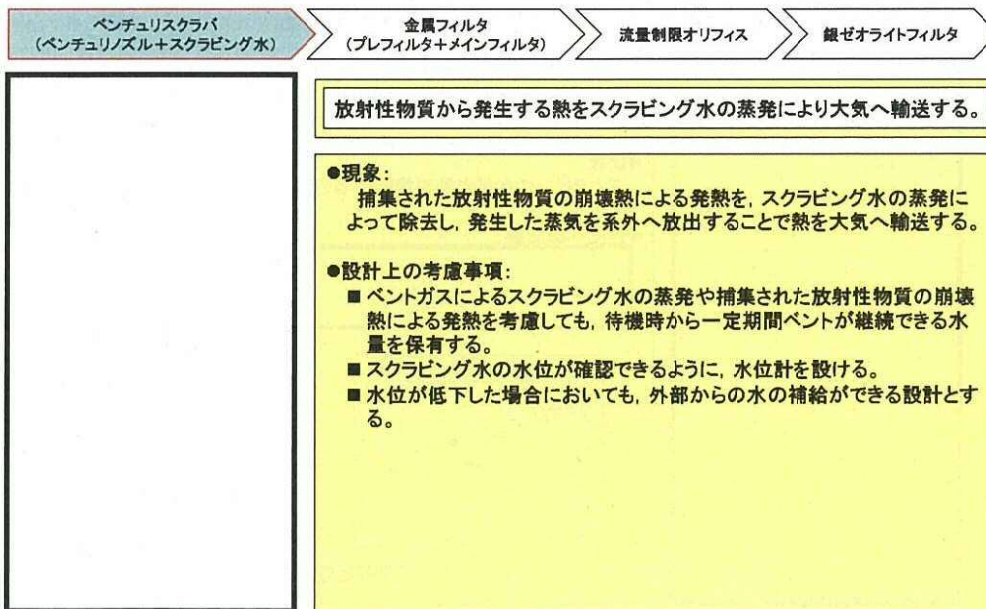 ベンチュリスクラバ
(ベンチュリノズル+スクラビング水)
金属フィルタ
(プレフィルタ+メインフィルタ)
流量制限オリフィス
銀ゼオライトフィルタ
放射性物質から発生する熱をスクラビング水の蒸発により大気へ輸送する。
●現象:
捕集された放射性物質の崩壊熱による発熱を,スクラビング水の蒸発に
よって除去し,発生した蒸気を系外へ放出することで熱を大気へ輸送する。
●設計上の考慮事項:
■ ベントガスによるスクラビング水の蒸発や捕集された放射性物質の崩壊
熱による発熱を考慮しても,待機時から一定期間ベントが継続できる水
量を保有する。
■ スクラビング水の水位が確認できるように,水位計を設ける。
■ 水位が低下した場合においても,外部からの水の補給ができる設計とす
る。